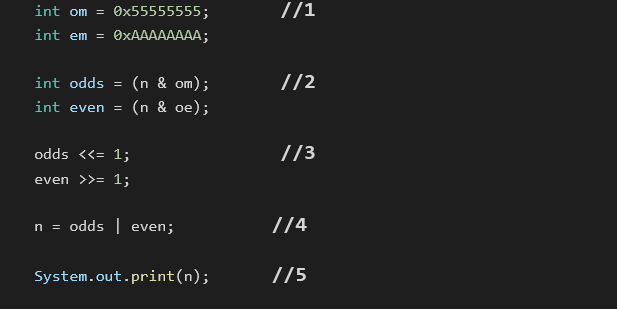 int om = 0x55555555; //1
int em = 0xAAAAAAAA;
int odds = (n & om); //2
int even = (n & oe);
odds <<= 1; //3
even >>= 1;
n = odds | even; //4
System.out.print(n); //5